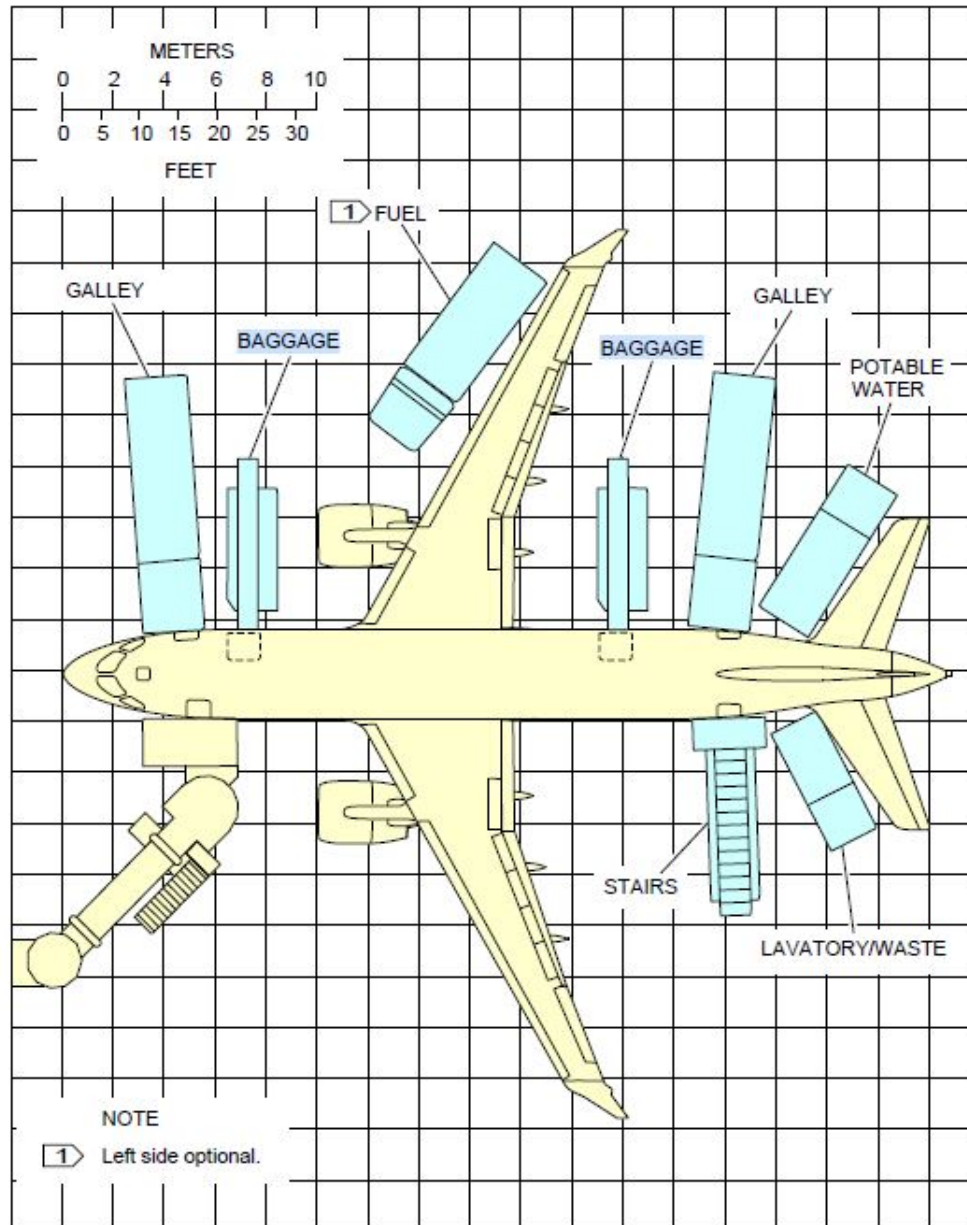 METERS
0 2 4 6 8 10
0 5 10 15 20 25 30
FEET
1 FUEL
GALLEY
GALLEY
BAGGAGE
BAGGAGE
POTABLE
WATER
STAIRS
LAVATORY/WASTE
NOTE
1 Left side optional.